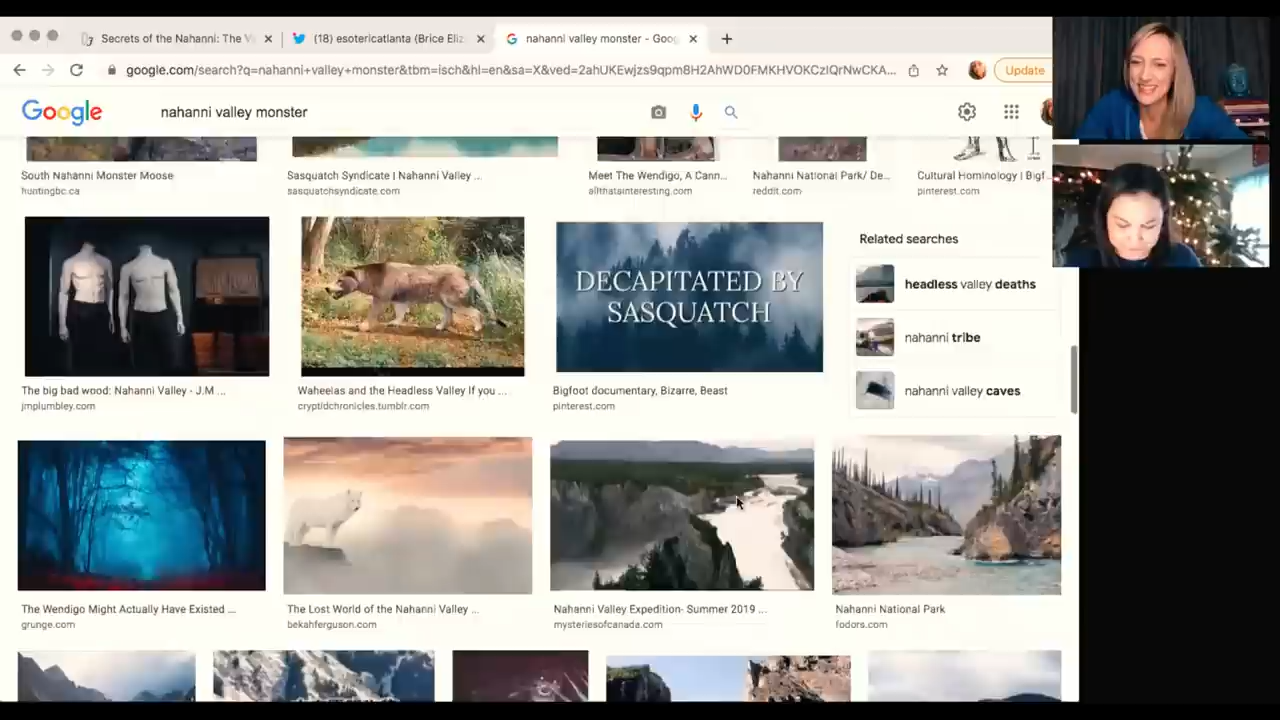 Secrets of the Nahanni: The V
(18) esotericatlanta (Brice Eliz
nahanni valley monster - Goog
google.com/search?q=nahanni+valley+monster&tbm=isch&hl=en&sa=X&ved=2ahUKEwjzs9qpm8H2AhWD0FMKHVOKCzIQrNwCKA...
Update
Google
nahanni valley monster
South Nahanni Monster Moose
huntingbc.ca
Sasquatch Syndicate | Nahanni Valley ...
sasquatchsyndicate.com
Meet The Wendigo, A Cann...
allthatsinteresting.com
Nahanni National Park/ De...
reddit.com
Cultural Hominology | Bigf
pinterest.com
DECAPITATED BY
SASQUATCH
Related searches
headless valley deaths
nahanni tribe
nahanni valley caves
The big bad wood: Nahanni Valley - J.M ...
jmplumbley.com
Waheelas and the Headless Valley If you ...
cryptidchronicles.tumblr.com
Bigfoot documentary, Bizarre, Beast
pinterest.com
The Wendigo Might Actually Have Existed ...
grunge.com
The Lost World of the Nahanni Valley ...
bekahferguson.com
Nahanni Valley Expedition- Summer 2019 ...
mysteriesofcanada.com
Nahanni National Park
fodors.com